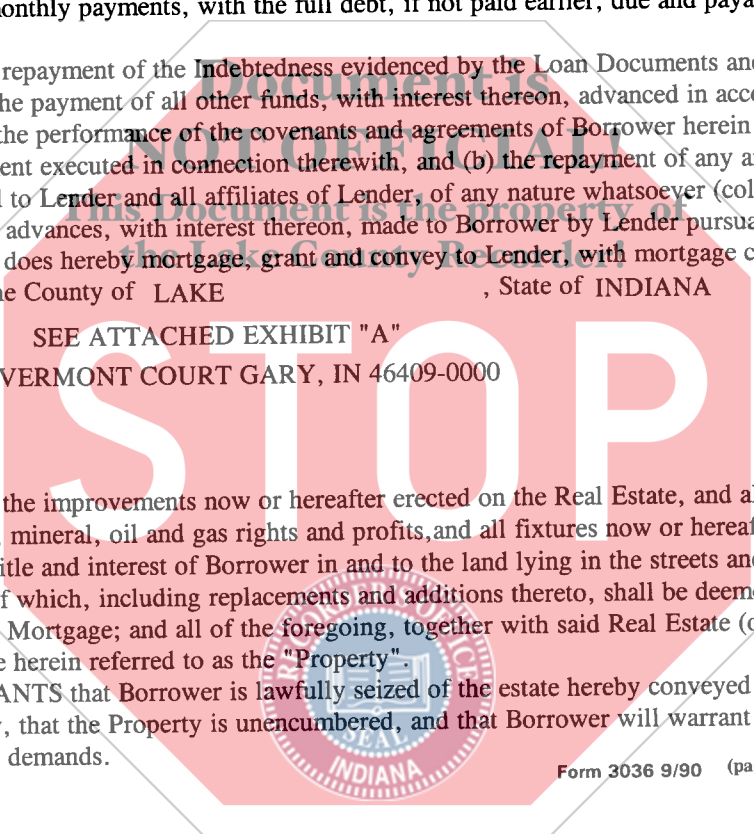 onthly payments, with the full debt, if not paid earlier, due and paya
repayment of the Indebtedness evidenced by the Loan Documents and
he payment of all other funds, with interest thereon, advanced in acco
the performance of the covenants and agreements of Borrower herein
ent executed in connection therewith, and (b) the repayment of any a
to Lender and all affiliates of Lender, of any nature whatsoever (col
advances, with interest thereon, made to Borrower by Lender pursua
does hereby mortgage, grant and convey to Lender, with mortgage c
e County of LAKE , State of INDIANA
SEE ATTACHED EXHIBIT "A"
VERMONT COURT GARY, IN 46409-0000
the improvements now or hereafter erected on the Real Estate, and al
mineral, oil and gas rights and profits,and all fixtures now or hereaf
itle and interest of Borrower in and to the land lying in the streets and
f which, including replacements and additions thereto, shall be deeme
Mortgage; and all of the foregoing, together with said Real Estate (o
e herein referred to as the "Property".
ANTS that Borrower is lawfully seized of the estate hereby conveyed
, that the Property is unencumbered, and that Borrower will warrant
demands.
Form 3036 9/90 (pa
Document is
NOT OFFICIAL!
This Document is the property of
the Lake County Recorder!
STOP
RECORDER'S OFFICE
SEAL
INDIANA